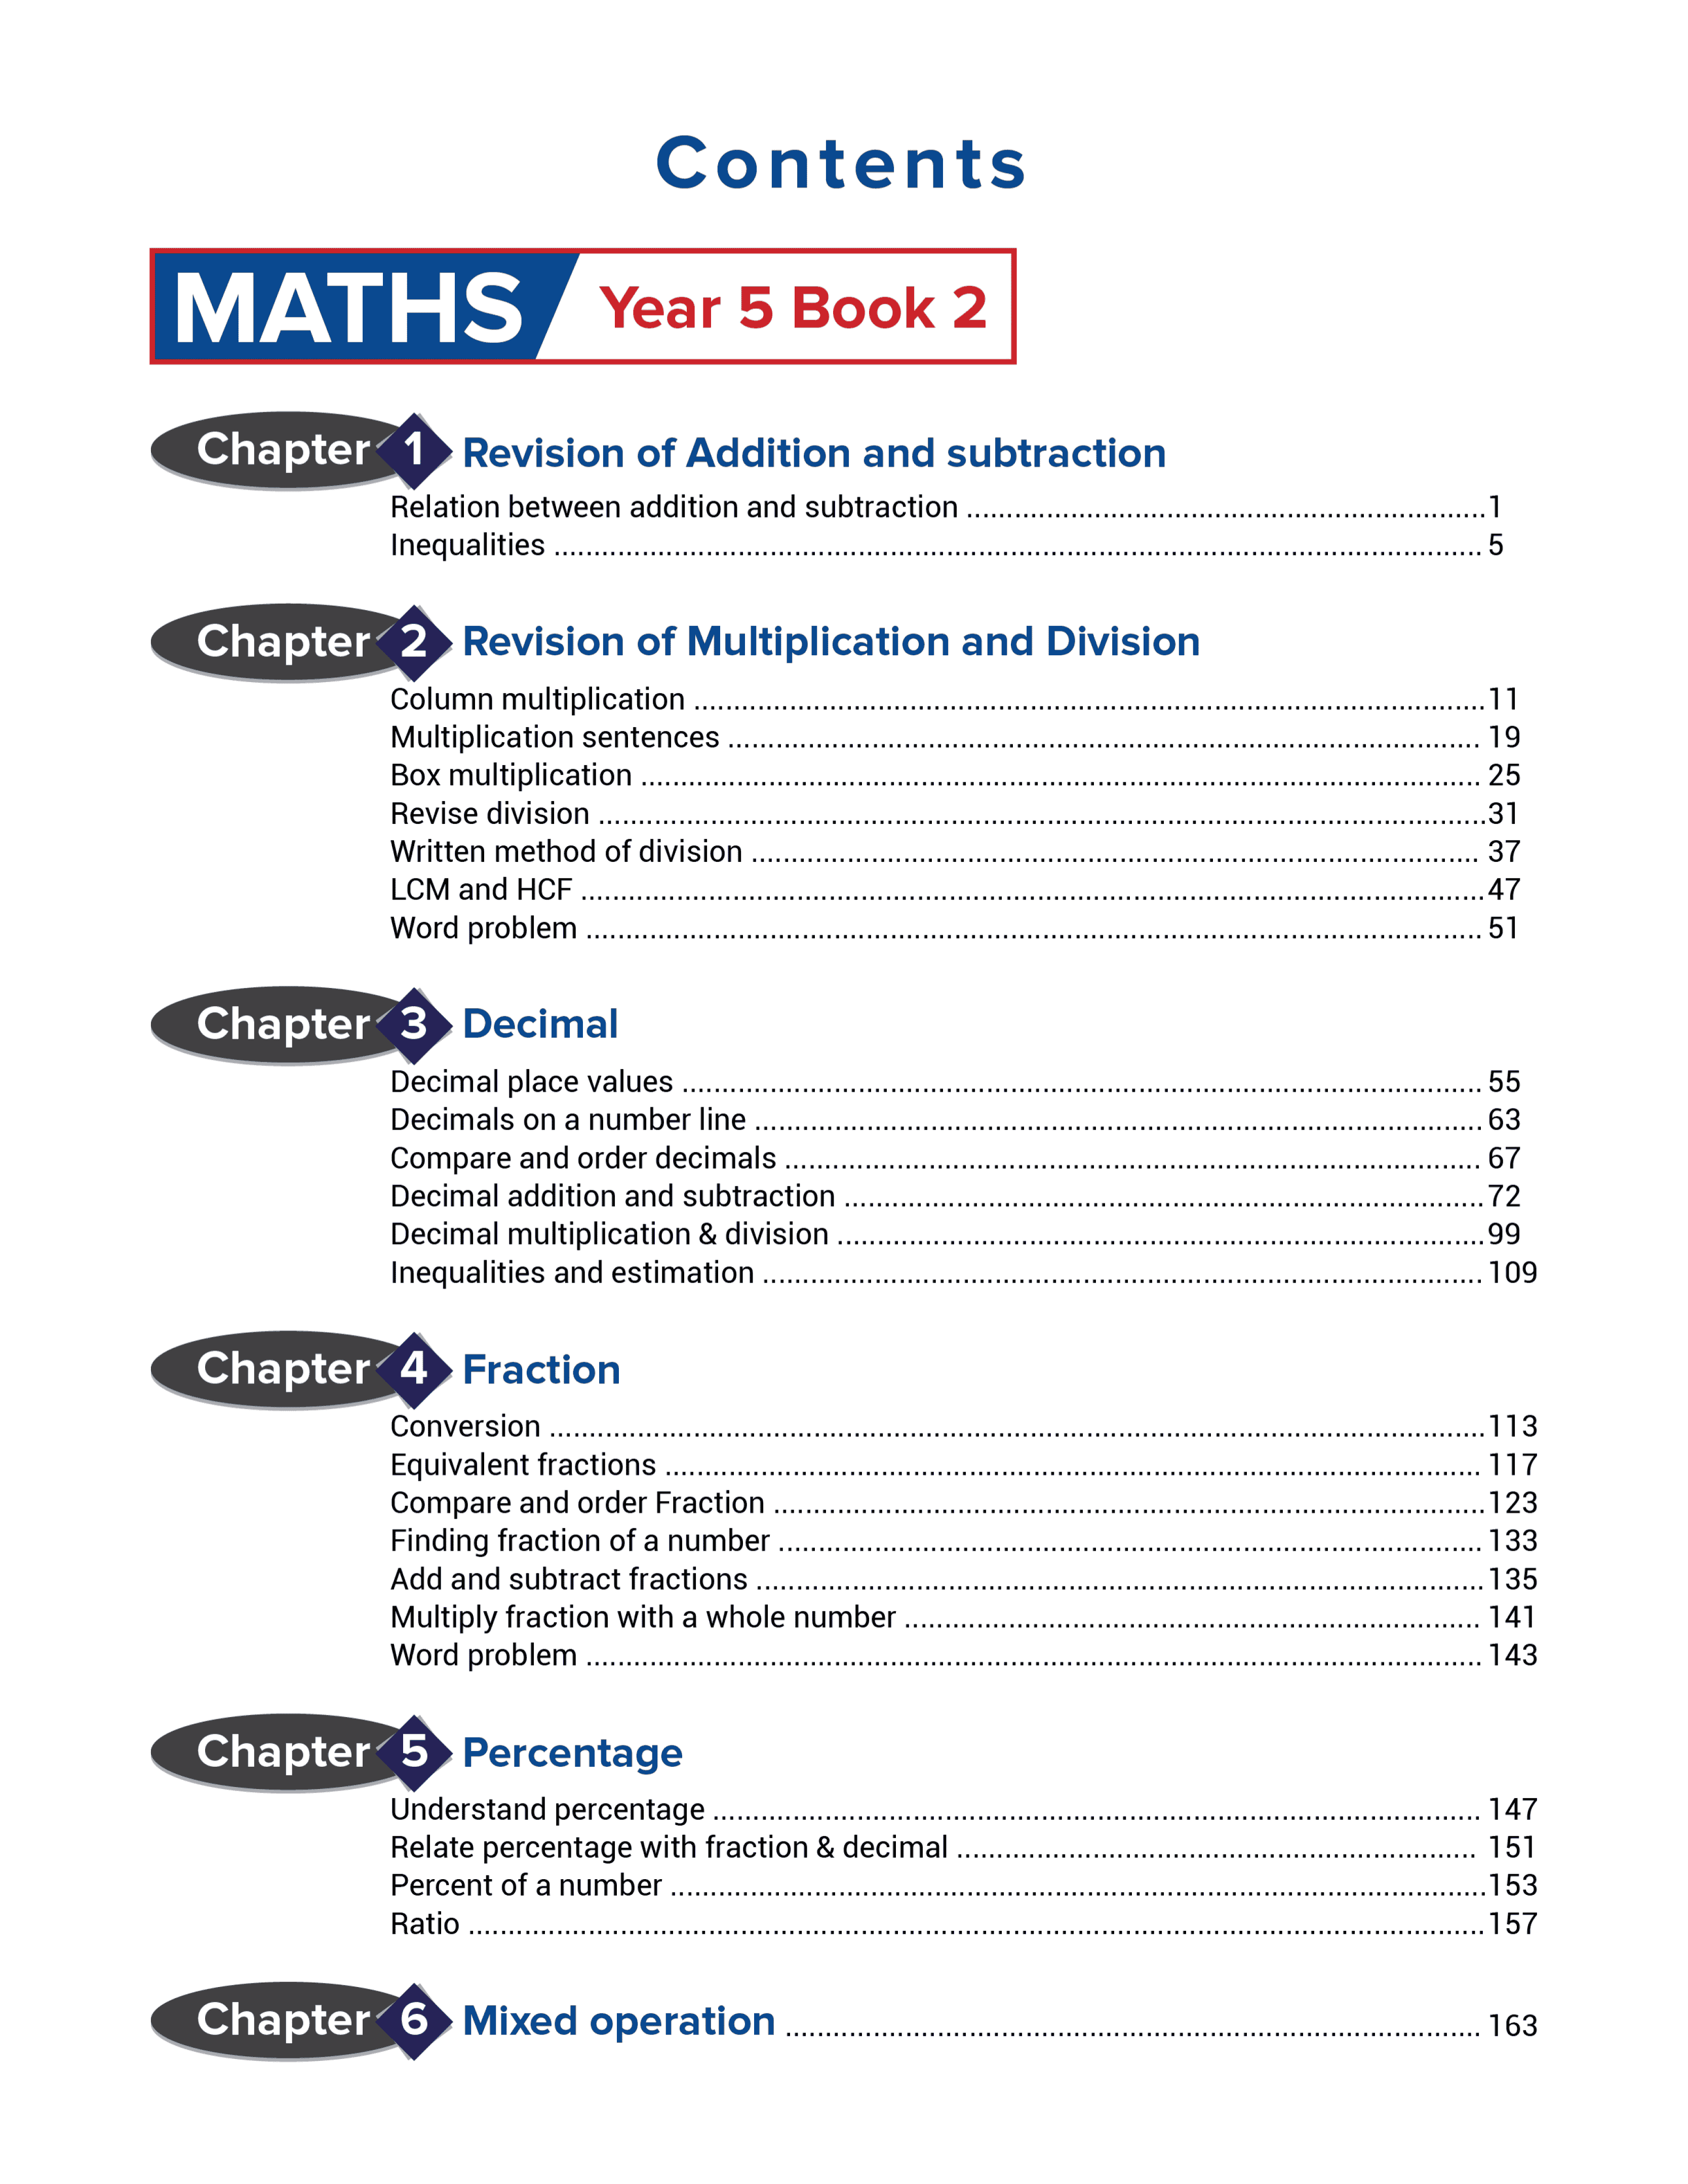 Contents
MATHS Year 5 Book 2
Chapter 1 Revision of Addition and subtraction
Relation between addition and subtraction ................................................................. 1
Inequalities .................................................................................................................... 5
Chapter 2 Revision of Multiplication and Division
Column multiplication ................................................................................................... 11
Multiplication sentences .............................................................................................. 19
Box multiplication ......................................................................................................... 25
Revise division ............................................................................................................... 31
Written method of division ........................................................................................... 37
LCM and HCF ................................................................................................................. 47
Word problem ................................................................................................................ 51
Chapter 3 Decimal
Decimal place values .................................................................................................... 55
Decimals on a number line ........................................................................................... 63
Compare and order decimals ....................................................................................... 67
Decimal addition and subtraction ................................................................................ 72
Decimal multiplication & division ................................................................................. 99
Inequalities and estimation .......................................................................................... 109
Chapter 4 Fraction
Conversion ..................................................................................................................... 113
Equivalent fractions ...................................................................................................... 117
Compare and order Fraction ......................................................................................... 123
Finding fraction of a number ........................................................................................ 133
Add and subtract fractions ........................................................................................... 135
Multiply fraction with a whole number ........................................................................ 141
Word problem ................................................................................................................ 143
Chapter 5 Percentage
Understand percentage ................................................................................................ 147
Relate percentage with fraction & decimal ................................................................. 151
Percent of a number ...................................................................................................... 153
Ratio ............................................................................................................................... 157
Chapter 6 Mixed operation ....................................................................................... 163